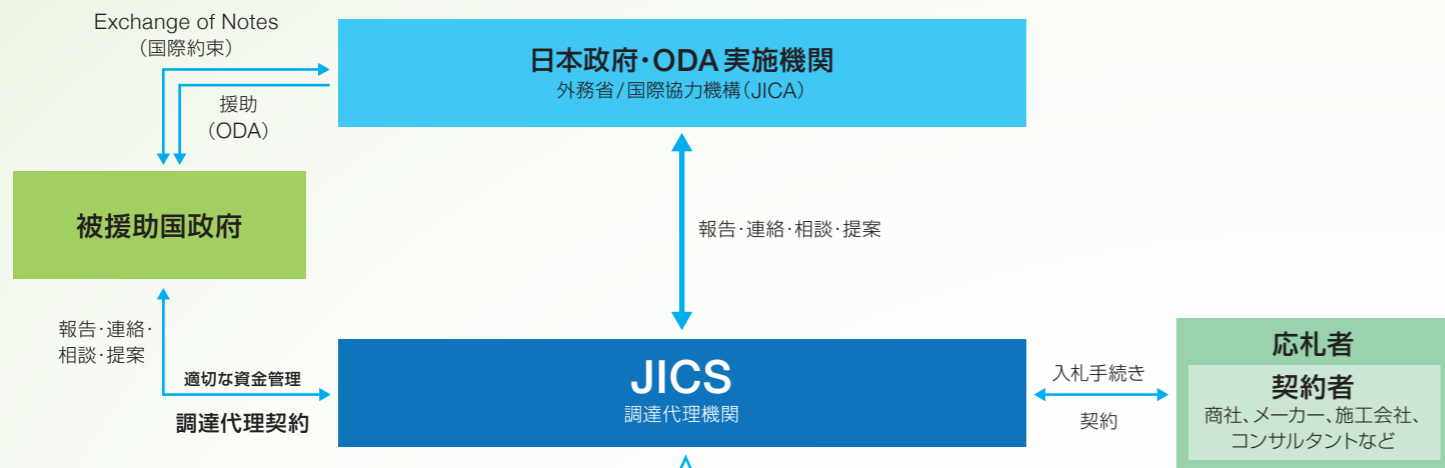 Exchange of Notes
（国際約束）
日本政府・ODA実施機関
外務省/国際協力機構（JICA）
援助
（ODA）
被援助国政府
報告・連絡・相談・提案
報告・連絡・
相談・提案
適切な資金管理
調達代理契約
JICS
調達代理機関
入札手続き
契約
応札者
契約者
商社、メーカー、施工会社、
コンサルタントなど